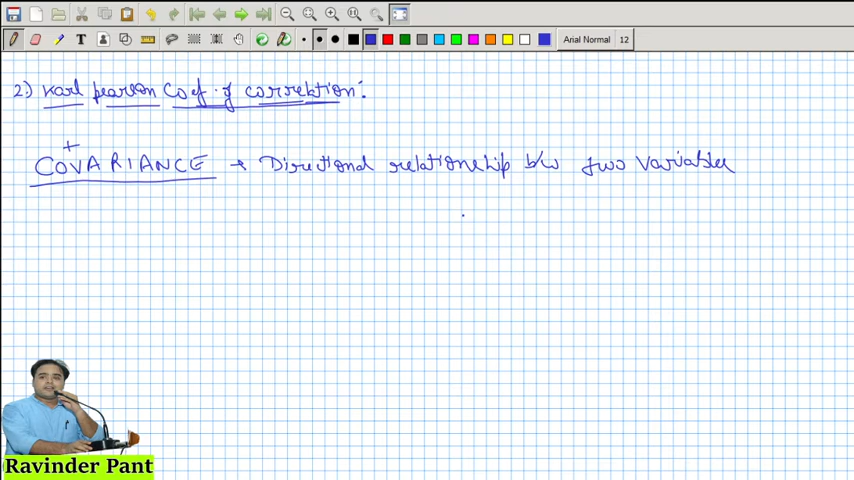 Arial Normal 12
2.) Karl pearson Coef. of correlation:
+
COVARIANCE → Directional relationship b/w two variables
Ravinder Pant